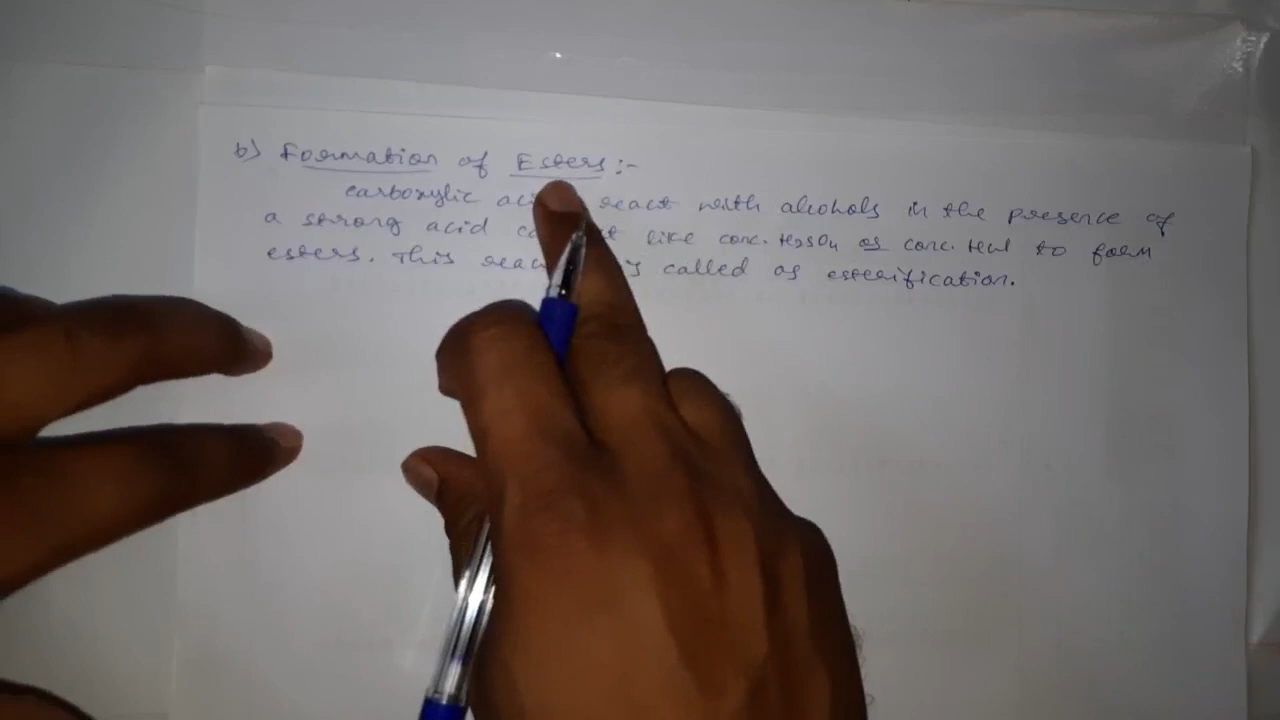 b) Formation of Esters :-
carboxylic react with alcohols in the presence of
a strong acid like conc. H2SO4 or conc. HCl to form
esters. This called as esterification.